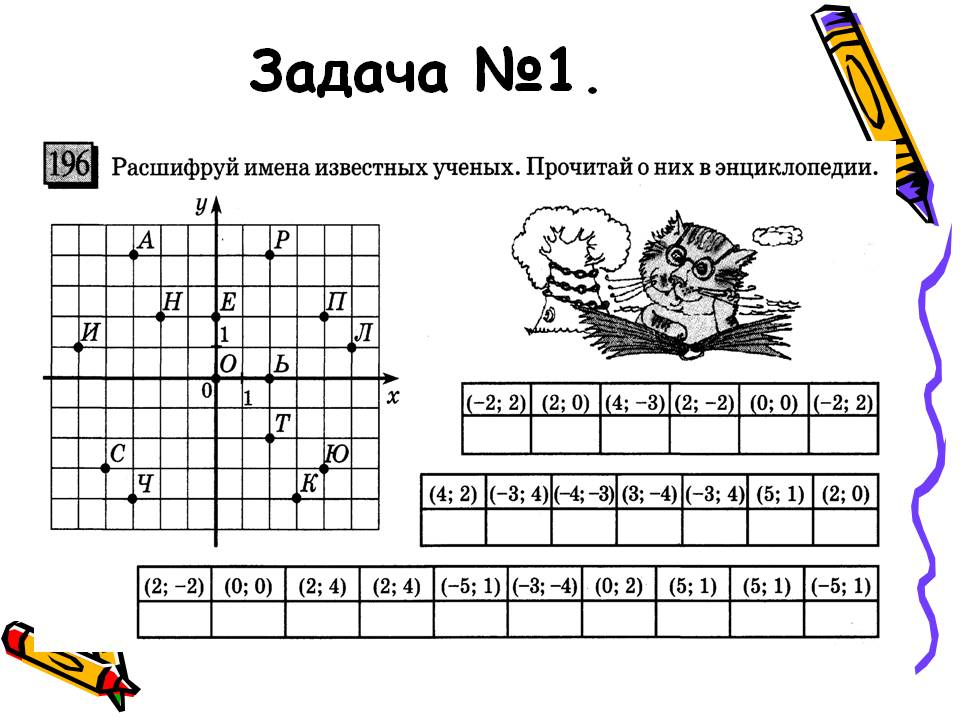 Задача №1.
196 Расшифруй имена известных ученых. Прочитай о них в энциклопедии.
y
А Р
Н Е П
И 1 Л
О Ь
0 1 x
Т
С Ю
Ч К
(–2; 2) (2; 0) (4; –3) (2; –2) (0; 0) (–2; 2)
(4; 2) (–3; 4) (–4; –3) (3; –4) (–3; 4) (5; 1) (2; 0)
(2; –2) (0; 0) (2; 4) (2; 4) (–5; 1) (–3; –4) (0; 2) (5; 1) (5; 1) (–5; 1)